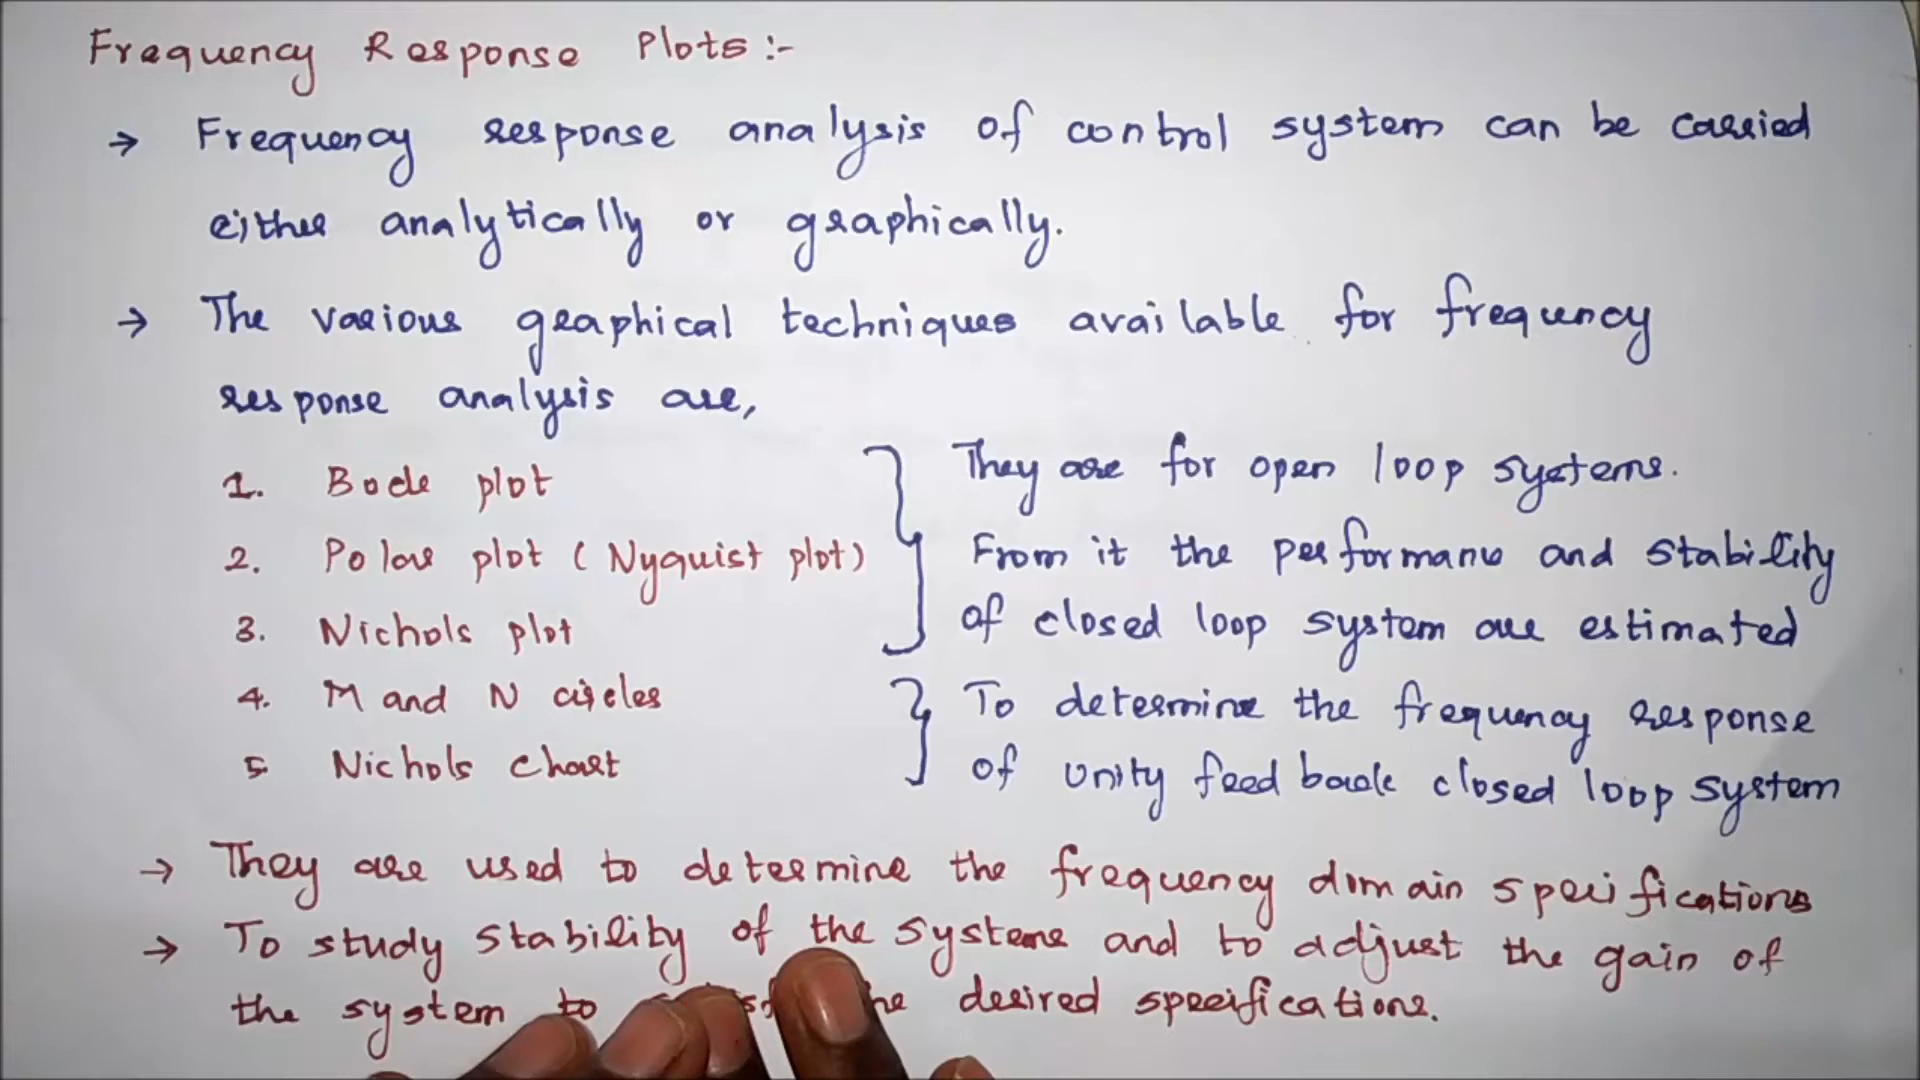 Frequency Response Plots :-
→ Frequency response analysis of control system can be carried
either analytically or graphically.
→ The various graphical techniques available for frequency
response analysis are,
1. Bode plot
2. Polar plot (Nyquist plot)
3. Nichols plot
They are for open loop systems.
From it the performance and stability
of closed loop system are estimated
4. M and N circles
5. Nichols chart
To determine the frequency response
of unity feed back closed loop system
→ They are used to determine the frequency domain specifications
→ To study stability of the systems and to adjust the gain of
the system to desired specifications.